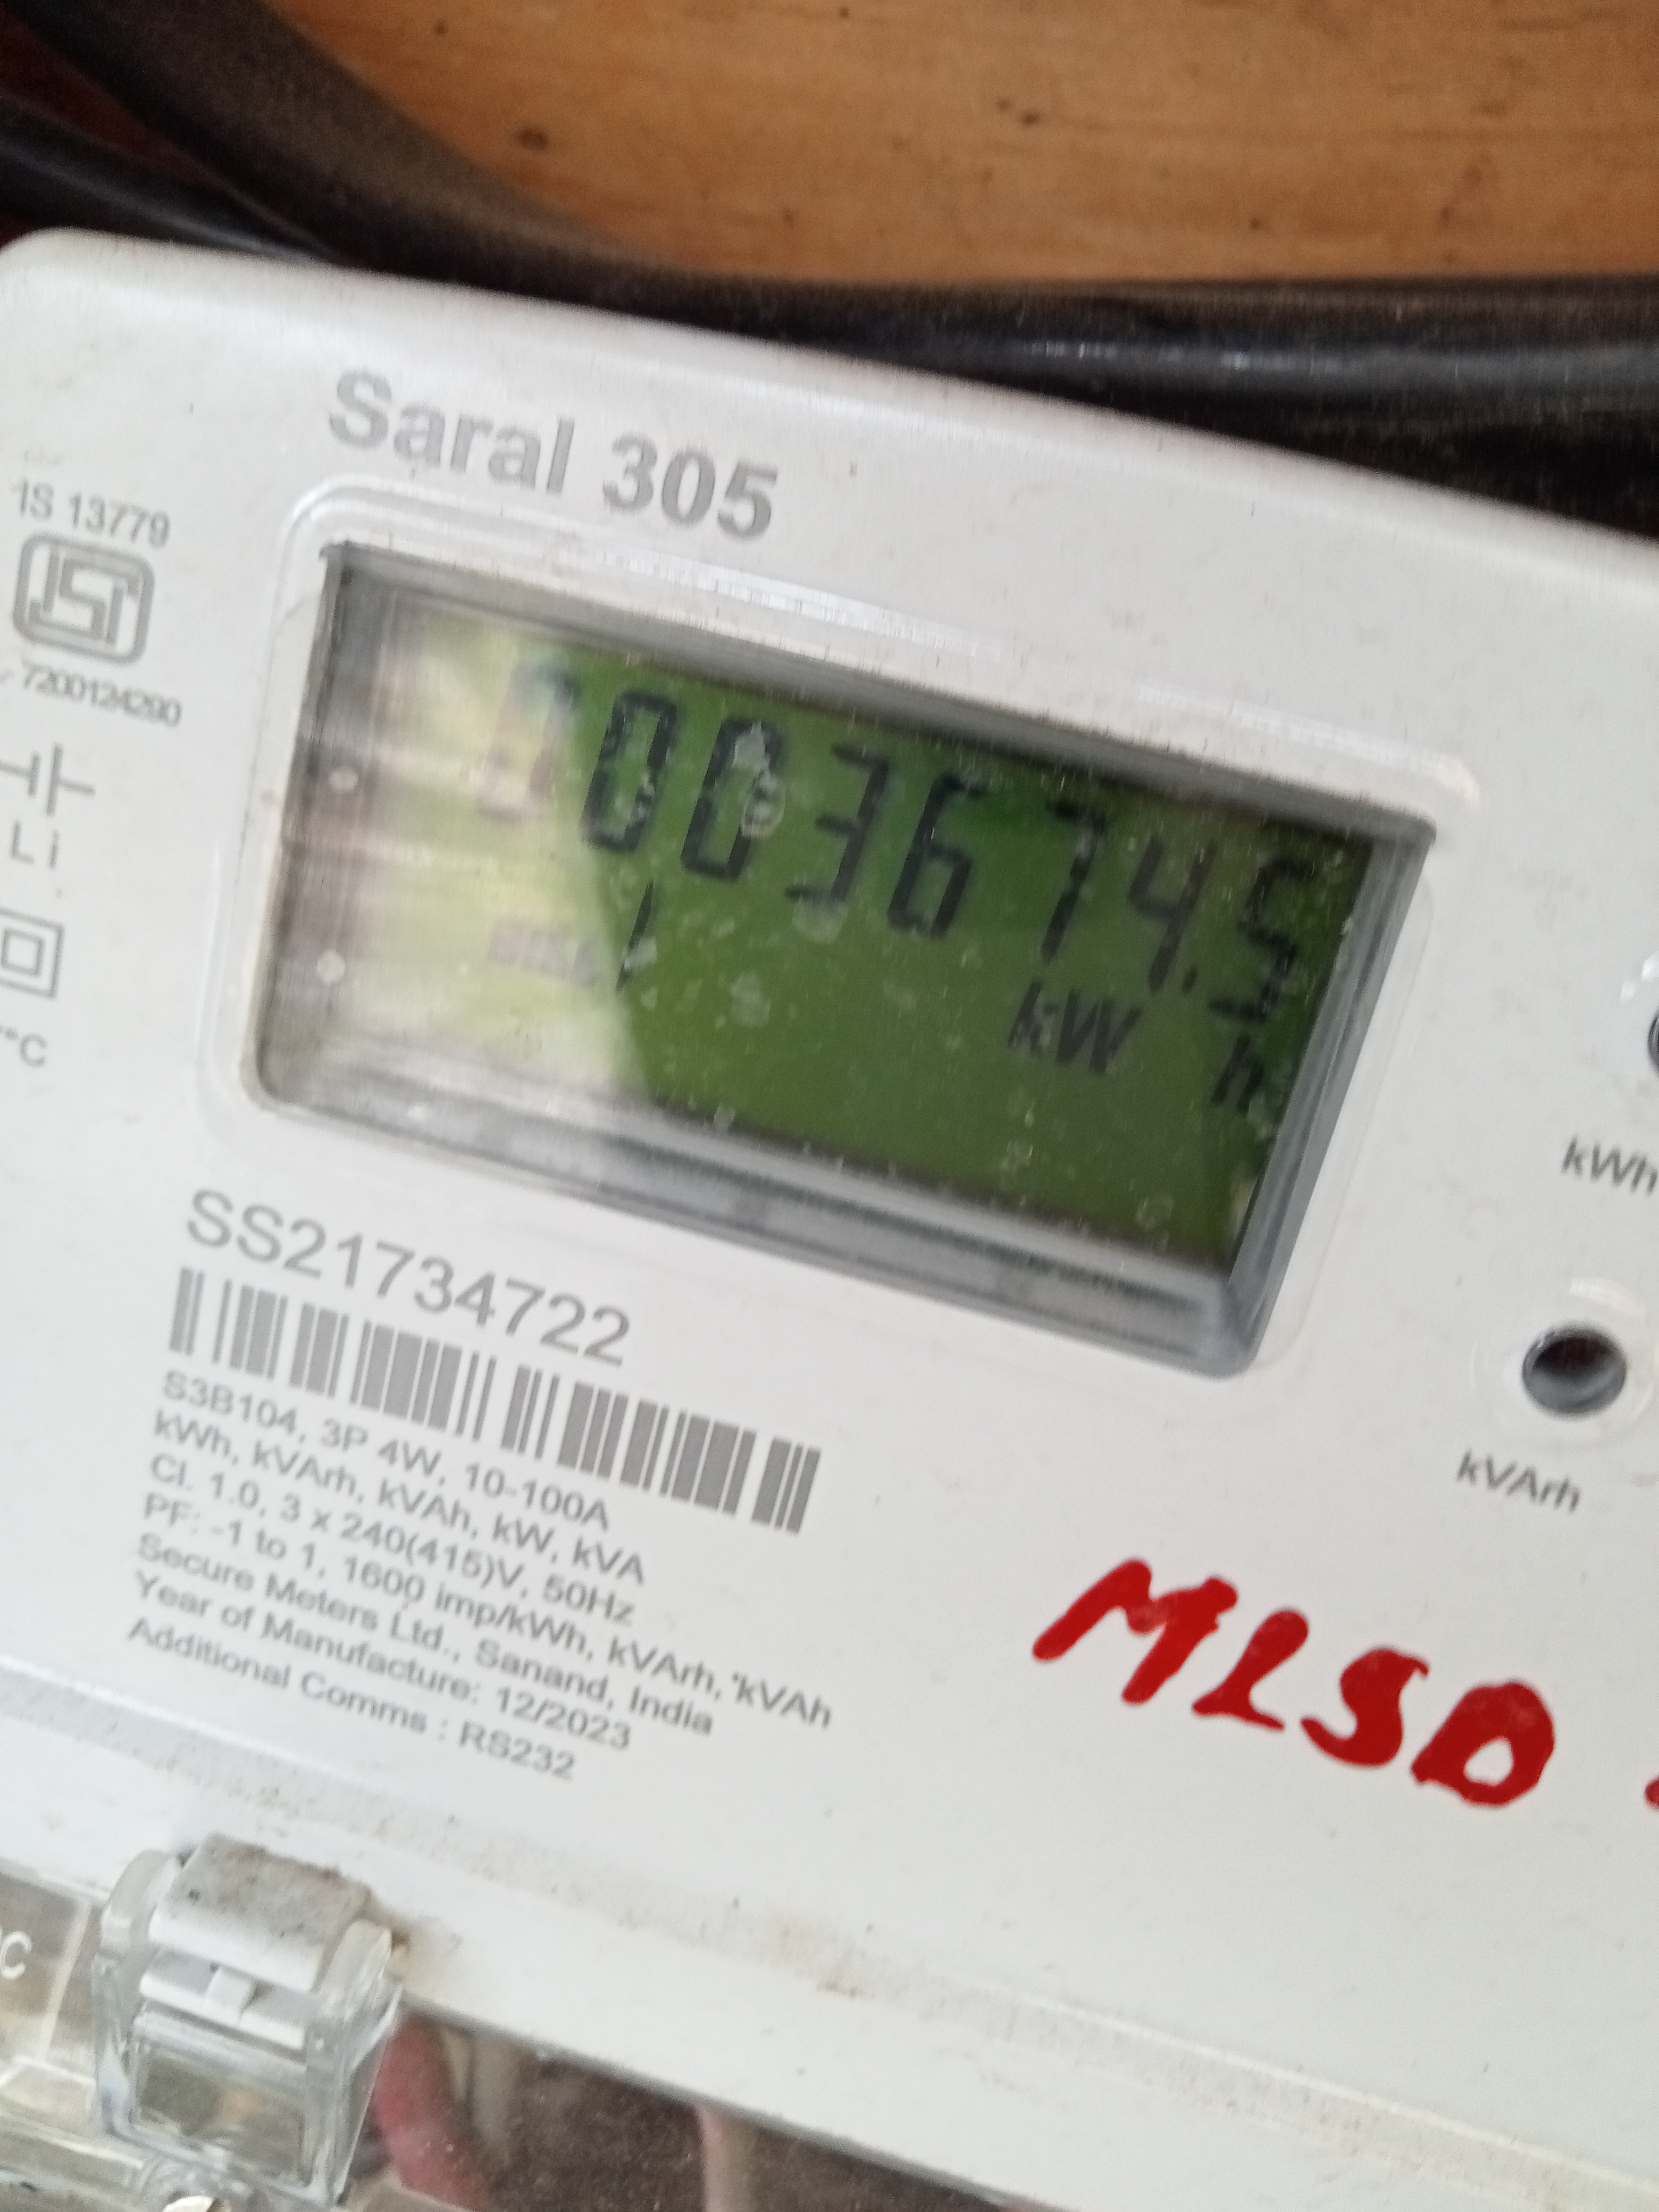 Saral 305
IS 13779
ISI
7200124290
Li
°C
0003674.5
kW h
kWh
kVArh
SS21734722
S3B104, 3P 4W, 10-100A
kWh, kVArh, kVAh, kW, kVA
Cl. 1.0, 3 x 240(415)V, 50Hz
PF: -1 to 1, 1600 imp/kWh, kVArh, kVAh
Secure Meters Ltd., Sanand, India
Year of Manufacture: 12/2023
Additional Comms : RS232
MLSD